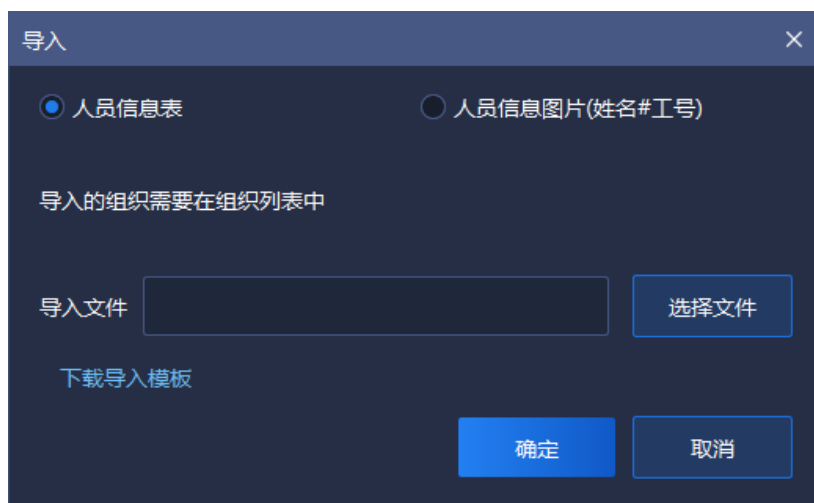 导入
人员信息表
人员信息图片(姓名#工号)
导入的组织需要在组织列表中
导入文件
选择文件
下载导入模板
确定
取消